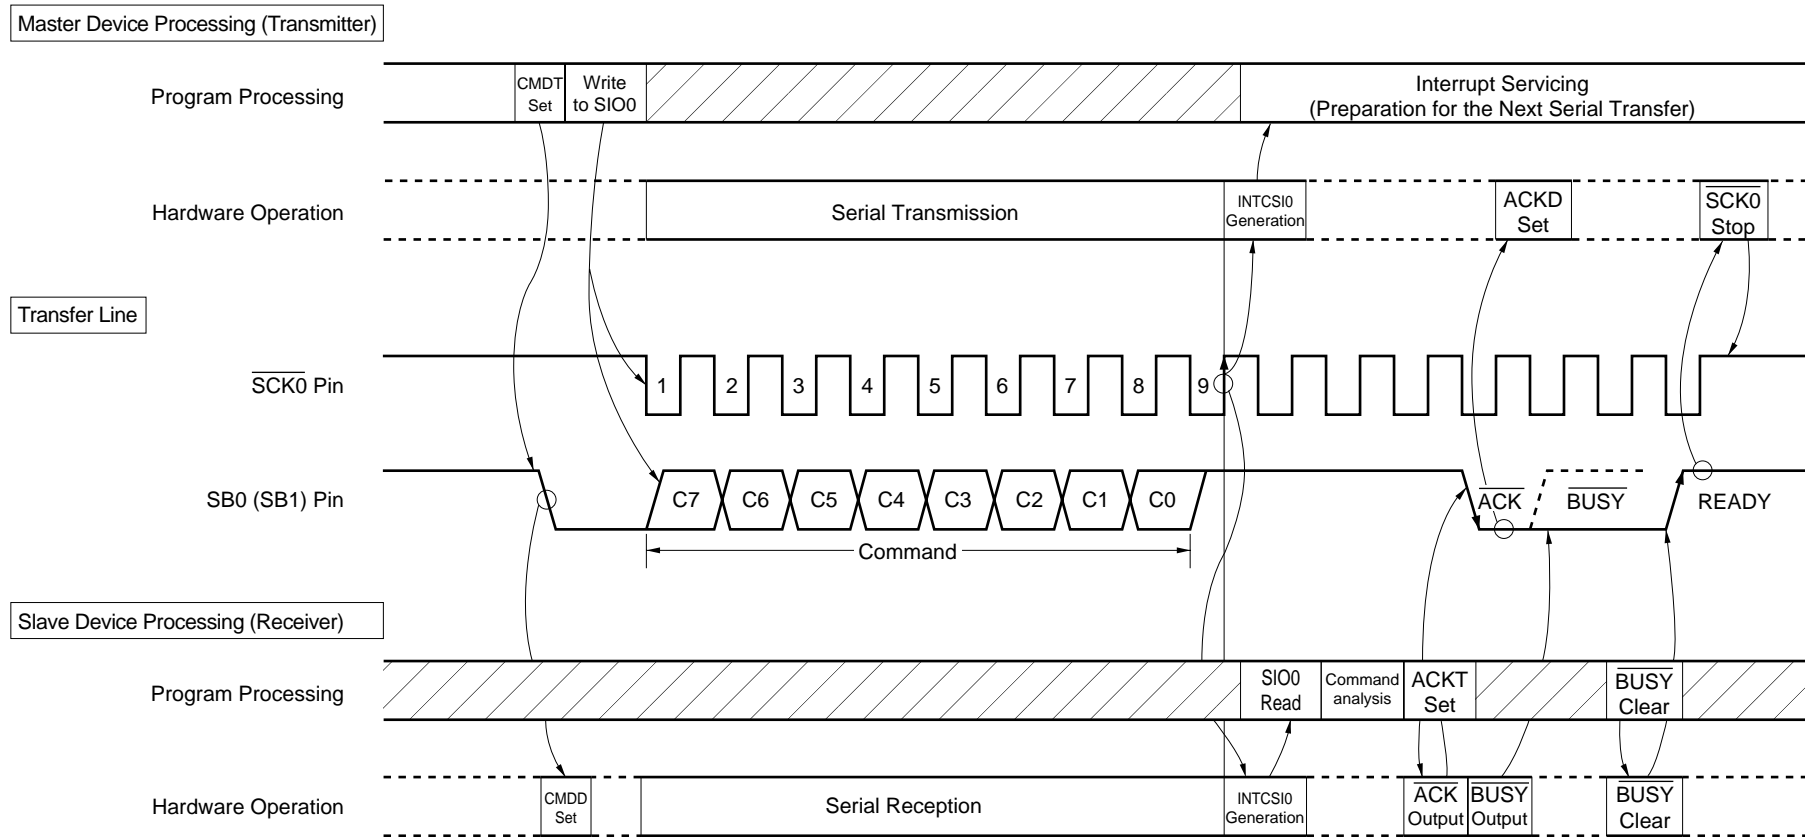 Master Device Processing (Transmitter)
Program Processing
CMDT
Set
Write
to SIO0
Interrupt Servicing
(Preparation for the Next Serial Transfer)
Hardware Operation
Serial Transmission
INTCSI0
Generation
ACKD
Set
SCK0
Stop
Transfer Line
SCK0 Pin
1 2 3 4 5 6 7 8 9
SB0 (SB1) Pin
C7 C6 C5 C4 C3 C2 C1 C0
ACK
BUSY
READY
Command
Slave Device Processing (Receiver)
Program Processing
SIO0
Read
Command
analysis
ACKT
Set
BUSY
Clear
Hardware Operation
CMDD
Set
Serial Reception
INTCSI0
Generation
ACK
Output
BUSY
Output
BUSY
Clear